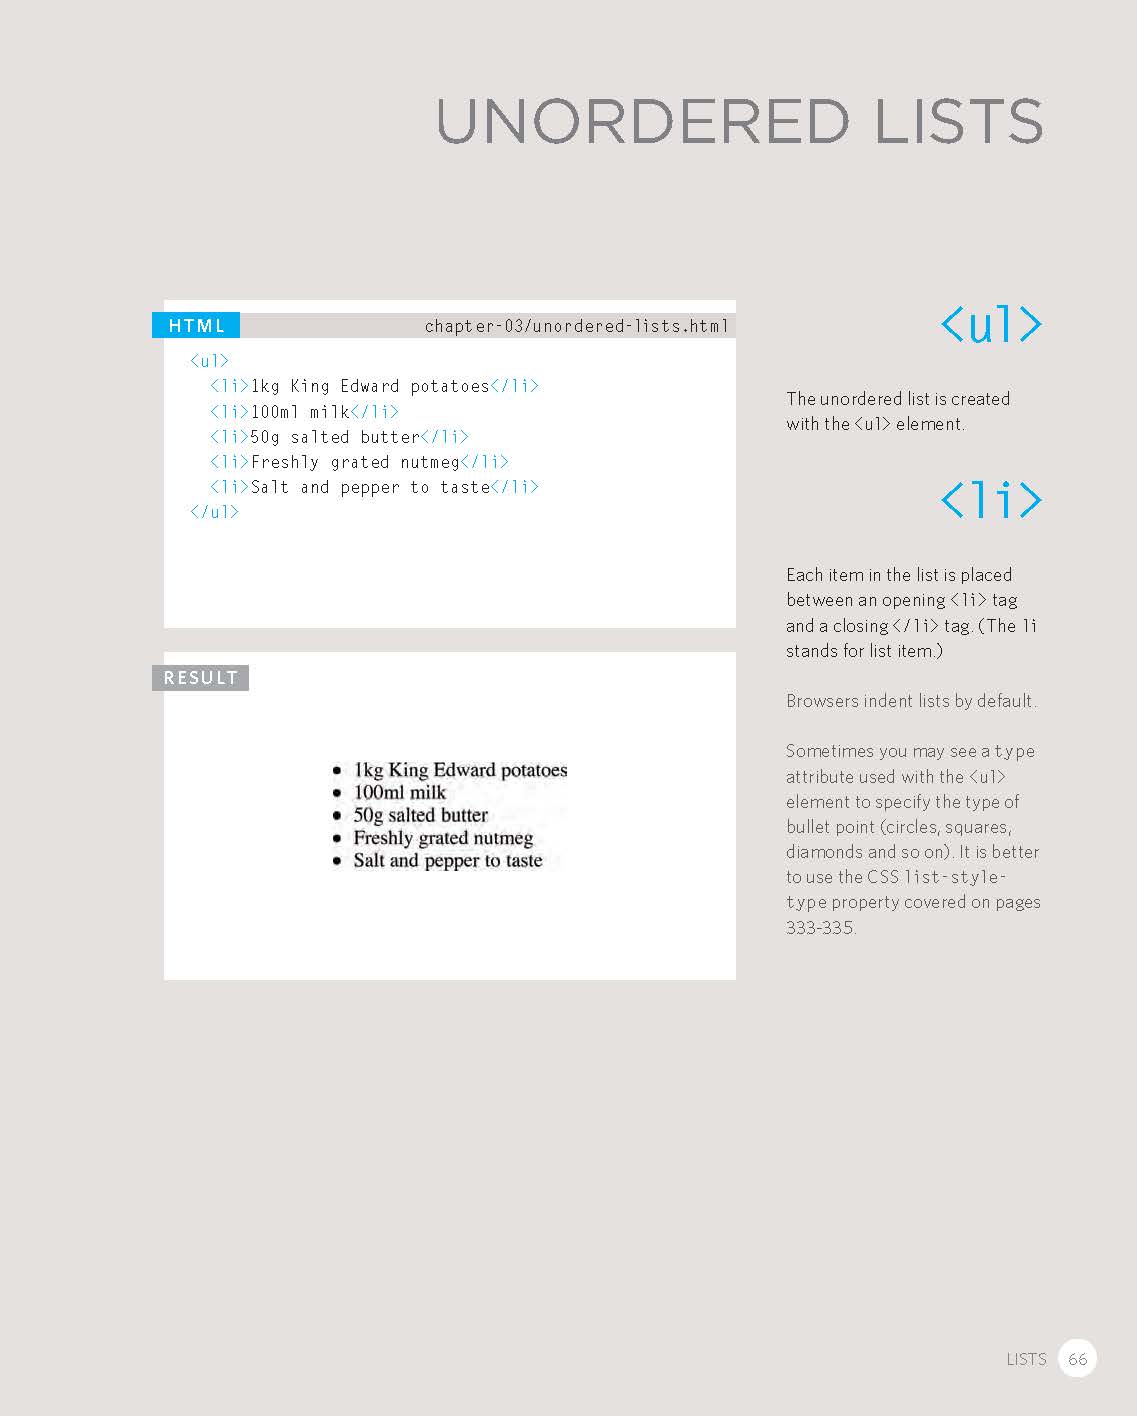 UNORDERED LISTS
HTML
chapter-03/unordered-lists.html
<ul>
<li>1kg King Edward potatoes</li>
<li>100ml milk</li>
<li>50g salted butter</li>
<li>Freshly grated nutmeg</li>
<li>Salt and pepper to taste</li>
</ul>
RESULT
• 1kg King Edward potatoes
• 100ml milk
• 50g salted butter
• Freshly grated nutmeg
• Salt and pepper to taste
<ul>
The unordered list is created
with the <ul> element.
<li>
Each item in the list is placed
between an opening <li> tag
and a closing </li> tag. (The li
stands for list item.)
Browsers indent lists by default.
Sometimes you may see a type
attribute used with the <ul>
element to specify the type of
bullet point (circles, squares,
diamonds and so on). It is better
to use the CSS list-style-
type property covered on pages
333-335.
LISTS 66